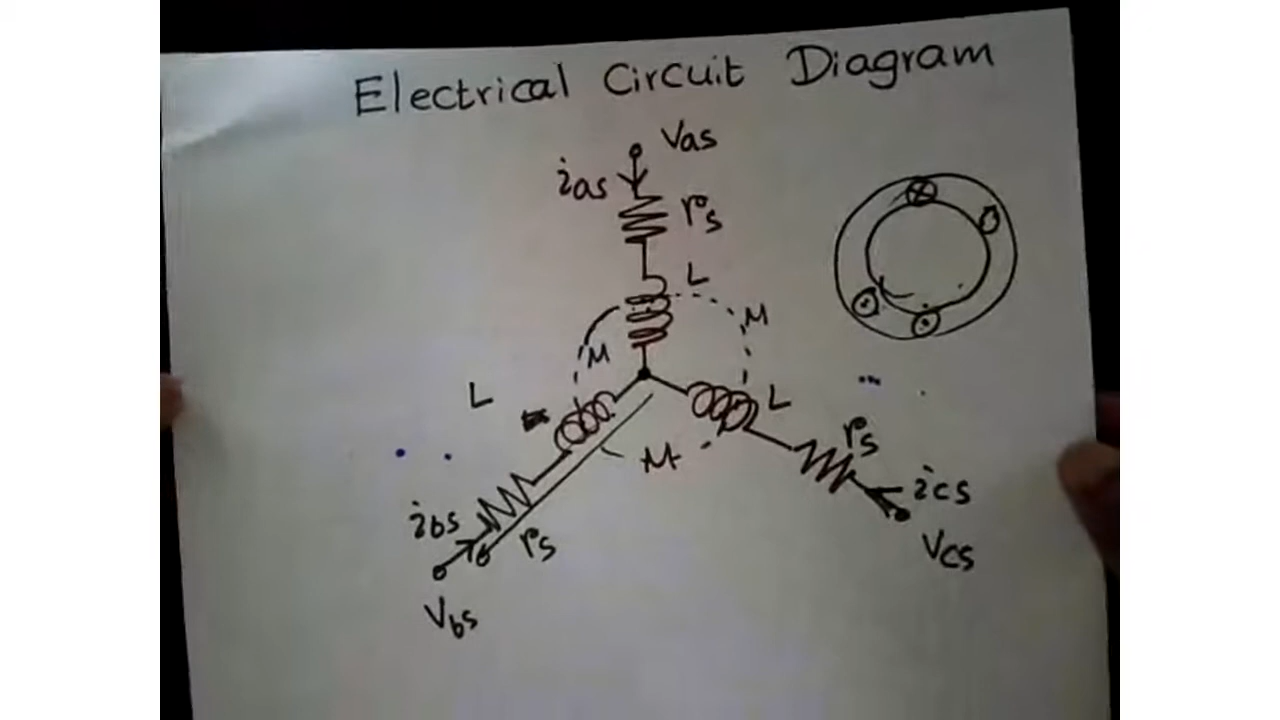 Electrical Circuit Diagram
Vas
ias
rs
L
M
M
L
L
M
rs
ibs
rs
ics
Vcs
Vbs